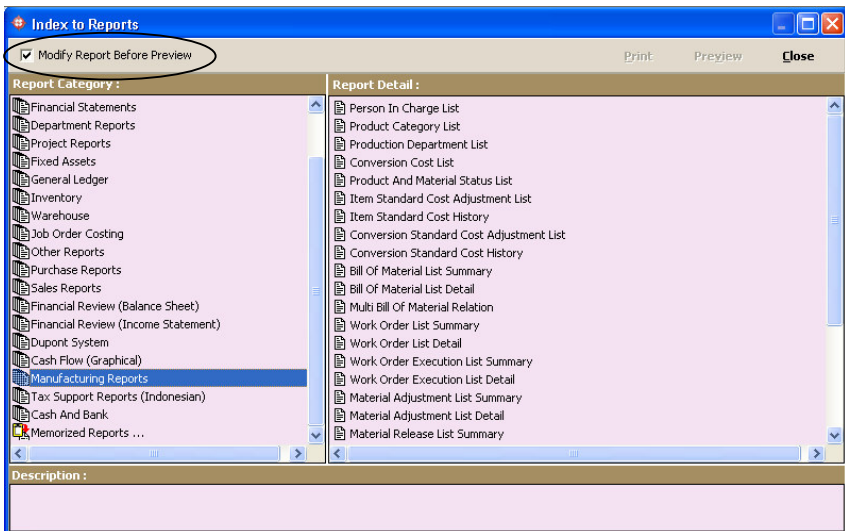 Index to Reports
Modify Report Before Preview
Print Preview Close
Report Category :
Financial Statements
Department Reports
Project Reports
Fixed Assets
General Ledger
Inventory
Warehouse
Job Order Costing
Other Reports
Purchase Reports
Sales Reports
Financial Review (Balance Sheet)
Financial Review (Income Statement)
Dupont System
Cash Flow (Graphical)
Manufacturing Reports
Tax Support Reports (Indonesian)
Cash And Bank
Memorized Reports ...
Report Detail :
Person In Charge List
Product Category List
Production Department List
Conversion Cost List
Product And Material Status List
Item Standard Cost Adjustment List
Item Standard Cost History
Conversion Standard Cost Adjustment List
Conversion Standard Cost History
Bill Of Material List Summary
Bill Of Material List Detail
Multi Bill Of Material Relation
Work Order List Summary
Work Order List Detail
Work Order Execution List Summary
Work Order Execution List Detail
Material Adjustment List Summary
Material Adjustment List Detail
Material Release List Summary
Description :